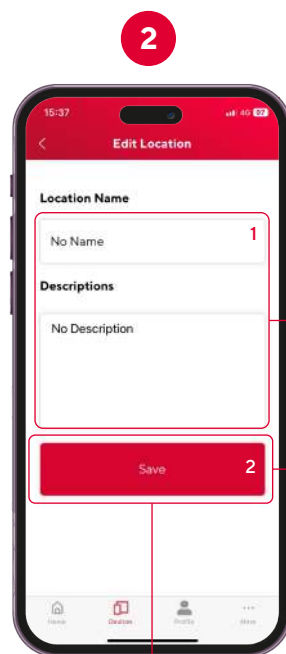 2
15:37
4G 97
Edit Location
Location Name
No Name
1
Descriptions
No Description
Save
2
Home
Devices
Profile
More